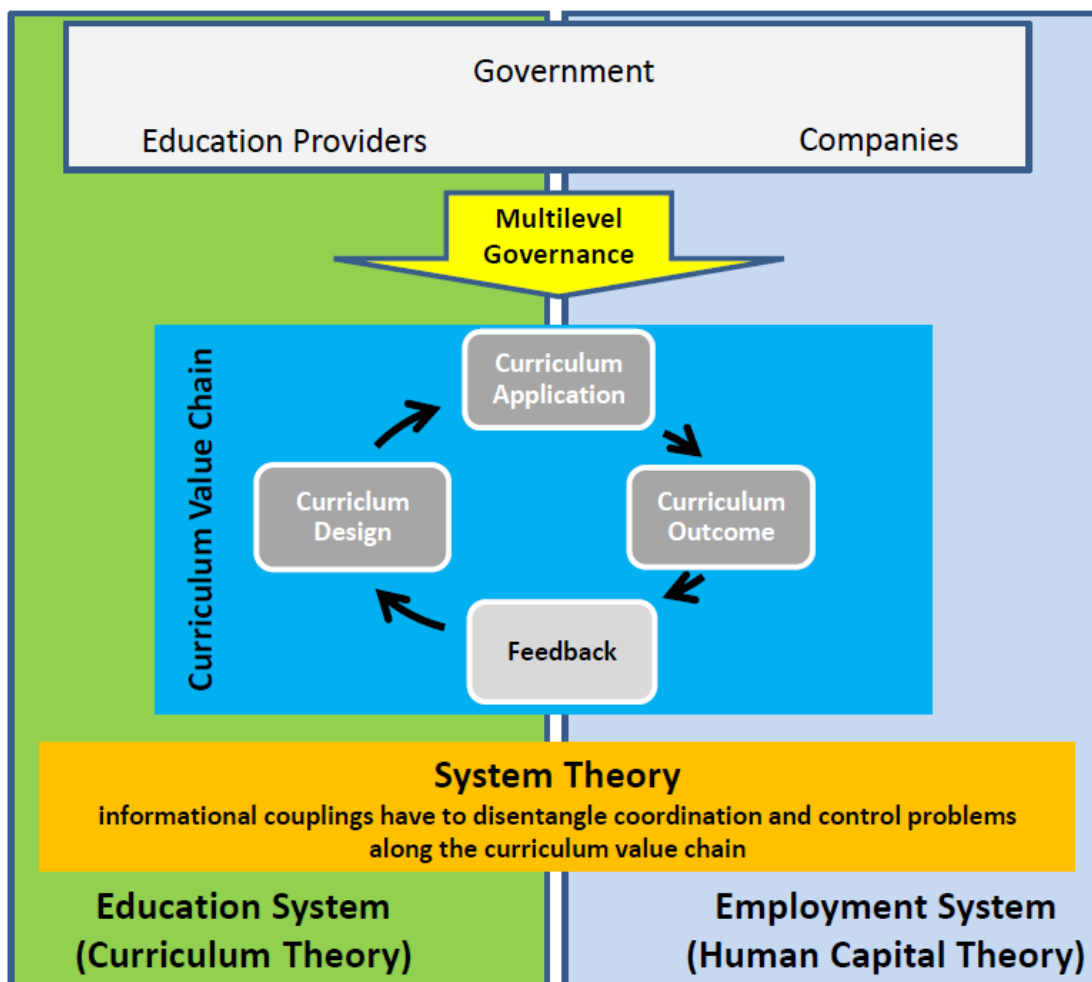 Government
Education Providers
Companies
Multilevel
Governance
Curriculum Value Chain
Curriculum
Application
Curriclum
Design
Curriculum
Outcome
Feedback
System Theory
informational couplings have to disentangle coordination and control problems
along the curriculum value chain
Education System
(Curriculum Theory)
Employment System
(Human Capital Theory)